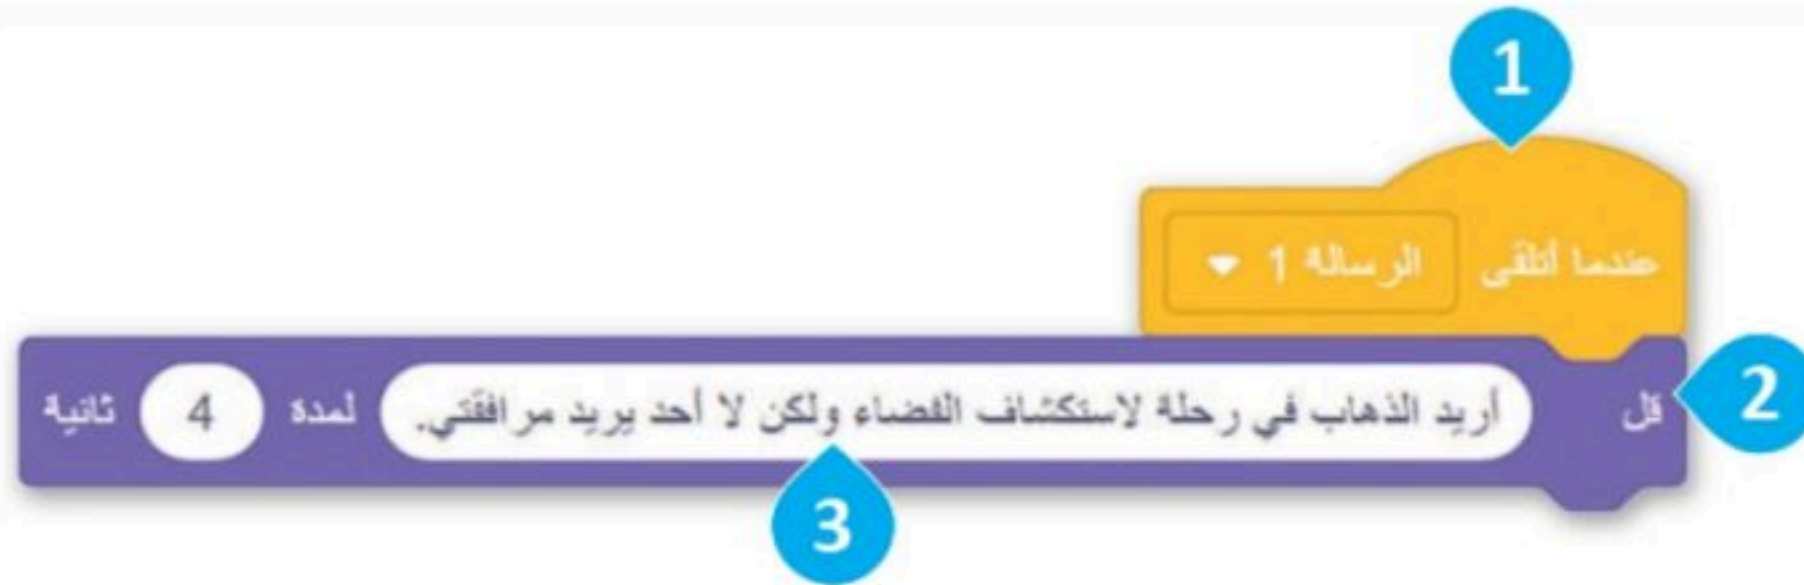 1
عندما أتلقى الرسالة 1
قل أريد الذهاب في رحلة لاستكشاف الفضاء ولكن لا أحد يريد مرافقتي. لمدة 4 ثانية
2
3